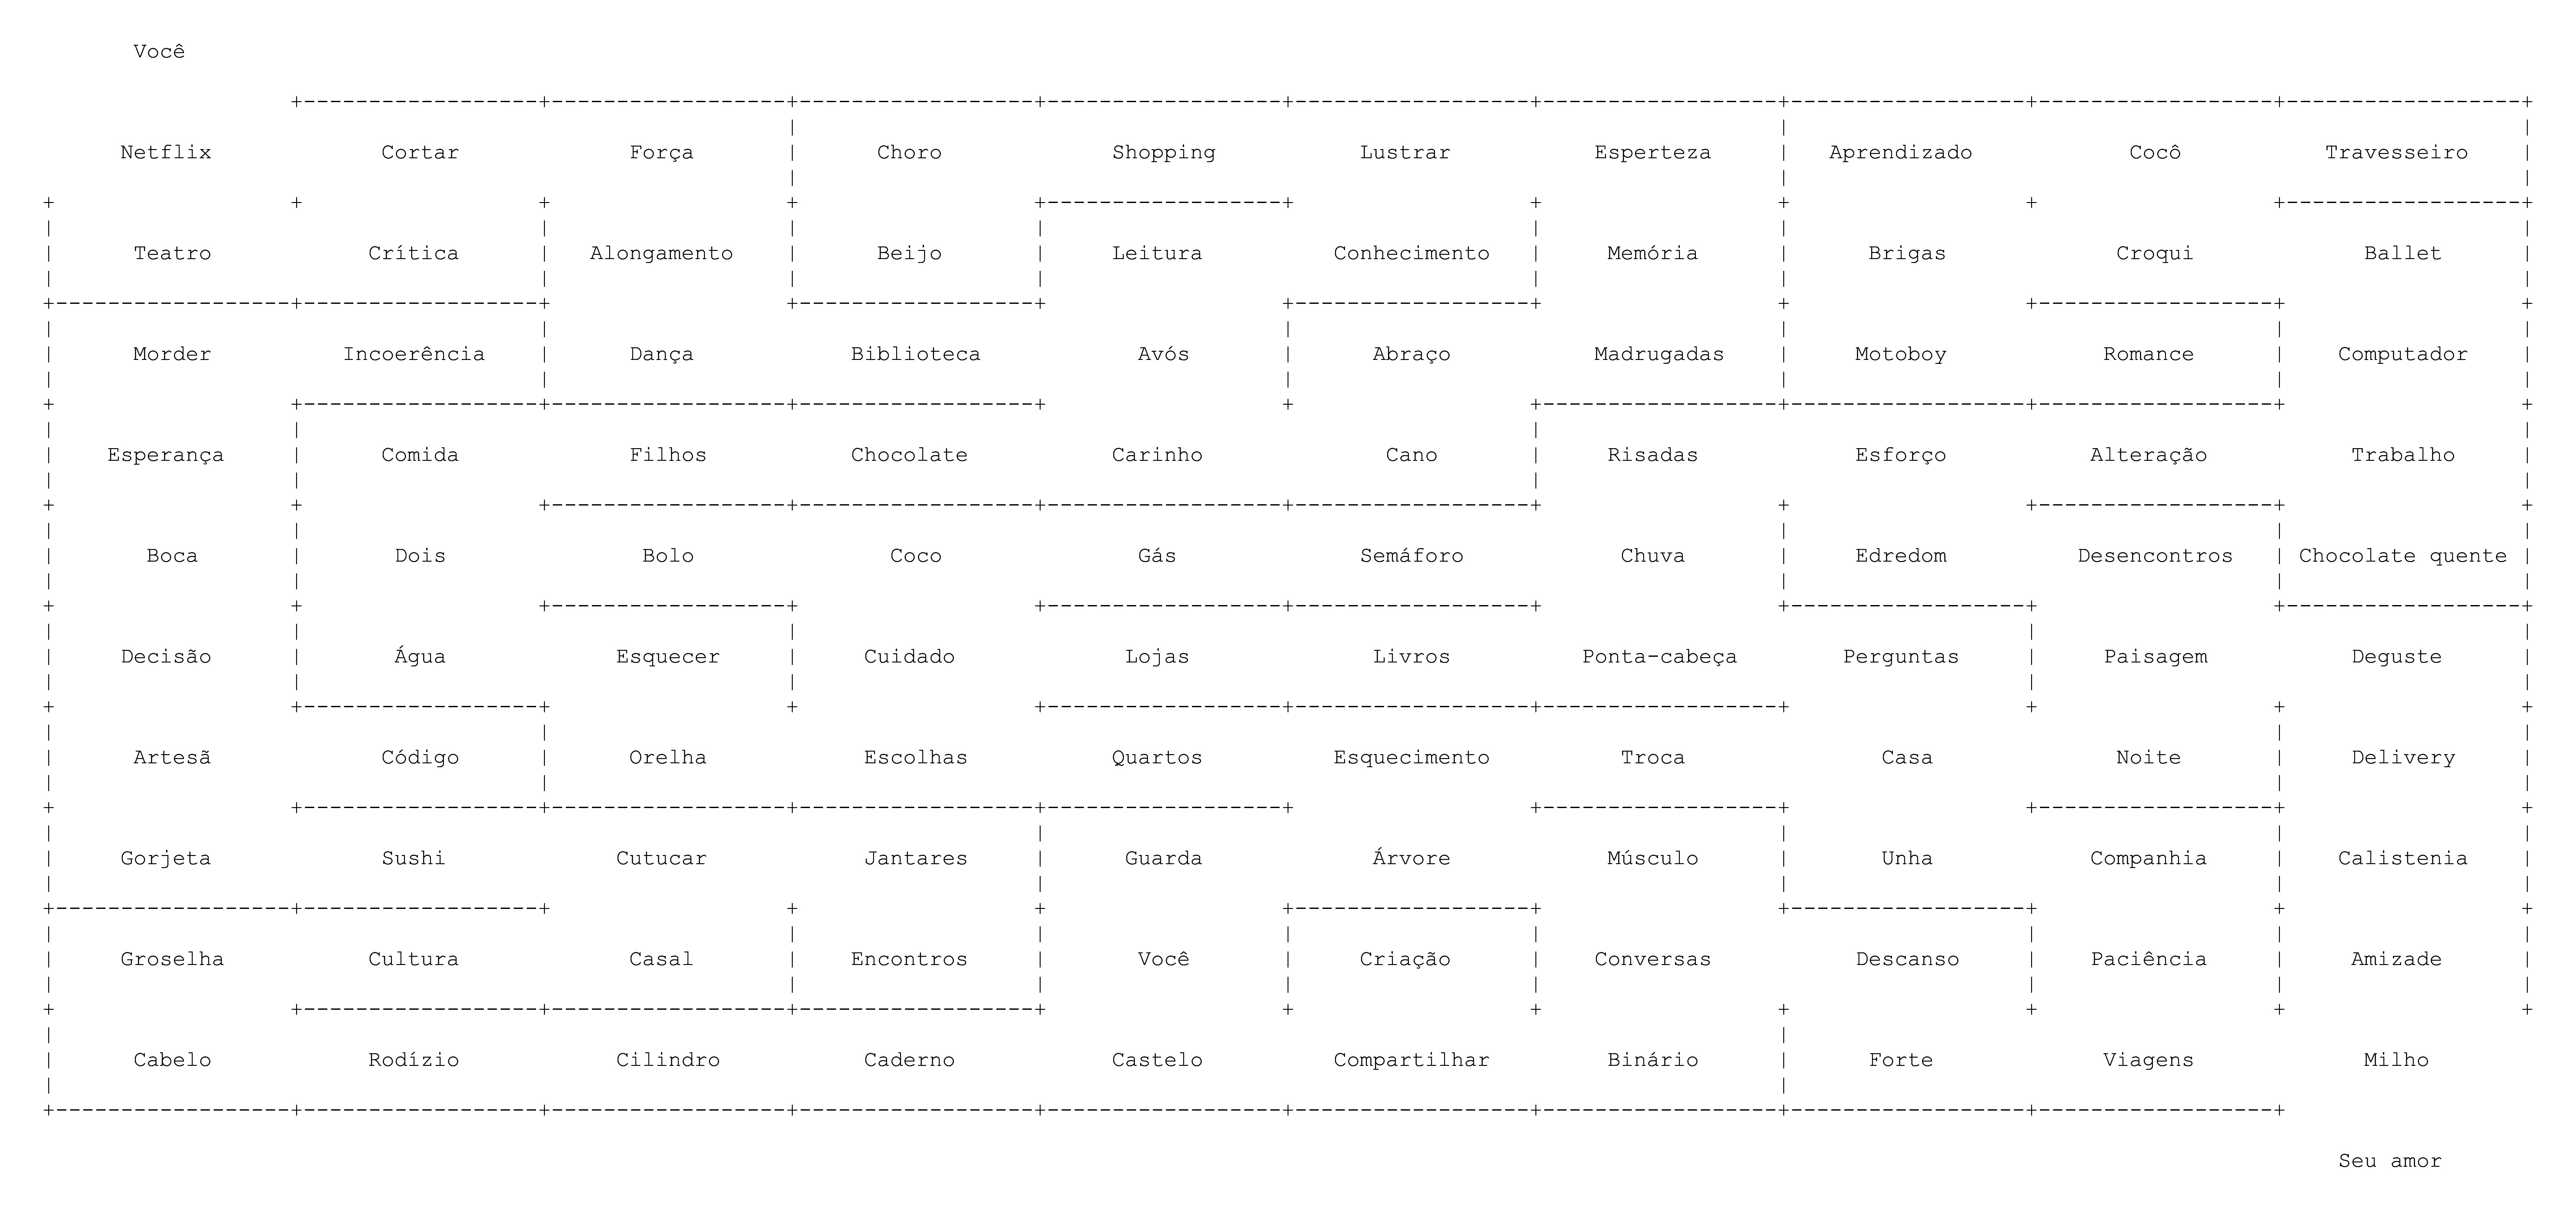 Você
Netflix Cortar Força Choro Shopping Lustrar Esperteza Aprendizado Cocô Travesseiro
Teatro Crítica Alongamento Beijo Leitura Conhecimento Memória Brigas Croqui Ballet
Morder Incoerência Dança Biblioteca Avós Abraço Madrugadas Motoboy Romance Computador
Esperança Comida Filhos Chocolate Carinho Cano Risadas Esforço Alteração Trabalho
Boca Dois Bolo Coco Gás Semáforo Chuva Edredom Desencontros Chocolate quente
Decisão Água Esquecer Cuidado Lojas Livros Ponta-cabeça Perguntas Paisagem Deguste
Artesã Código Orelha Escolhas Quartos Esquecimento Troca Casa Noite Delivery
Gorjeta Sushi Cutucar Jantares Guarda Árvore Músculo Unha Companhia Calistenia
Groselha Cultura Casal Encontros Você Criação Conversas Descanso Paciência Amizade
Cabelo Rodízio Cilindro Caderno Castelo Compartilhar Binário Forte Viagens Milho
Seu amor